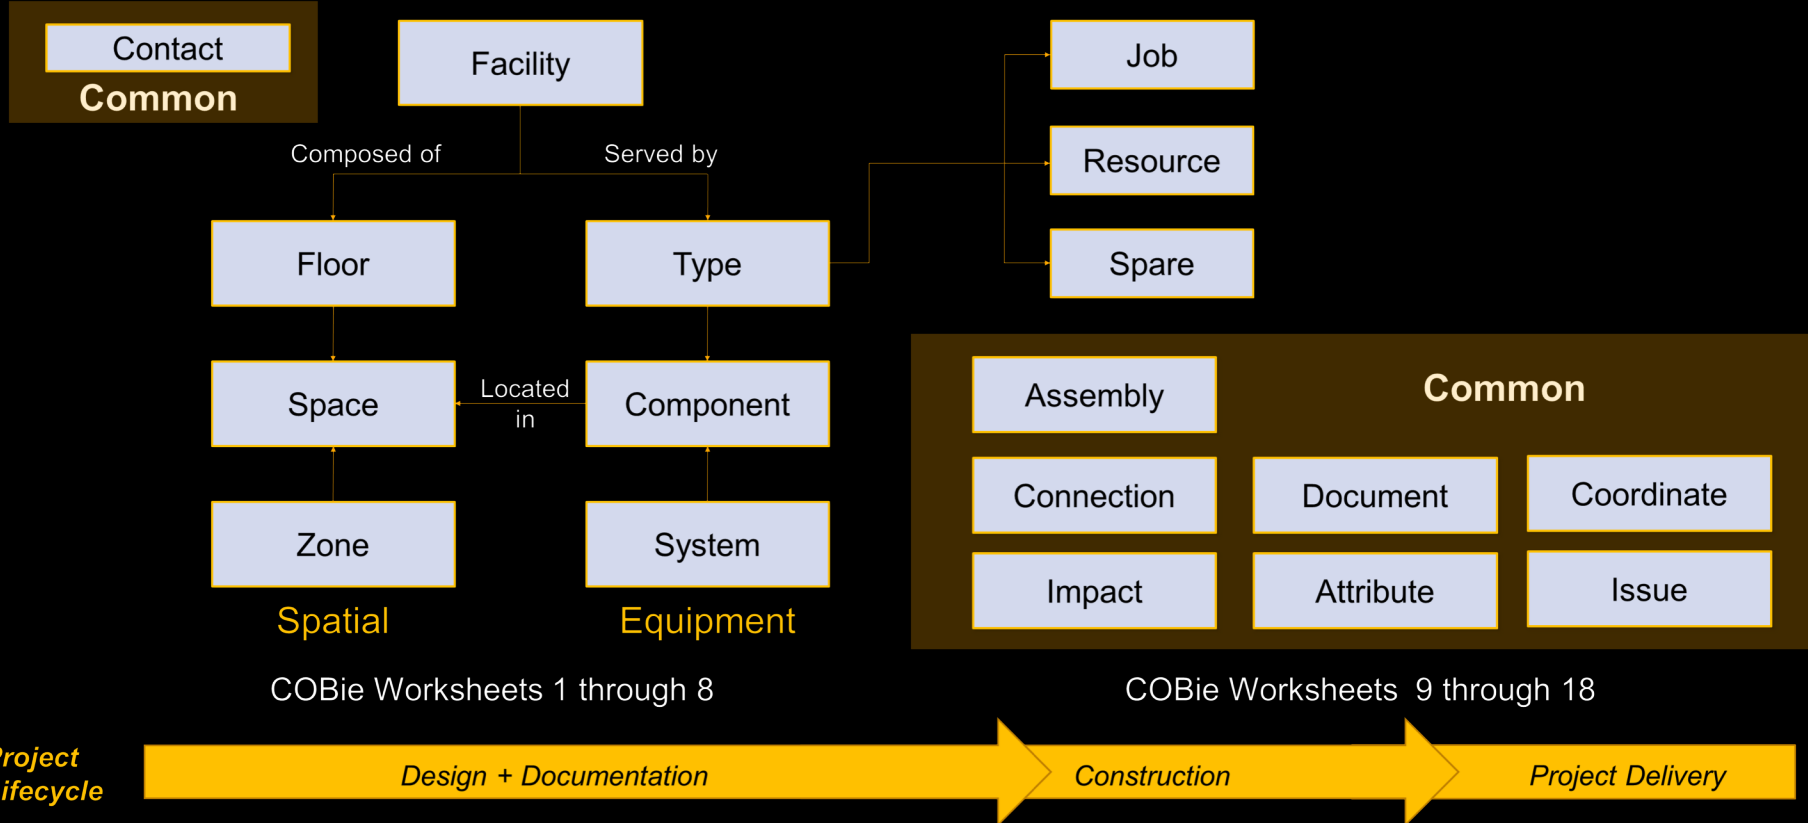 Contact
Common
Facility
Job
Composed of
Served by
Resource
Floor
Type
Spare
Space
Located
in
Component
Assembly
Common
Connection
Document
Coordinate
Zone
System
Impact
Attribute
Issue
Spatial
Equipment
COBie Worksheets 1 through 8
COBie Worksheets  9 through 18
roject
ifecycle
Design + Documentation
Construction
Project Delivery